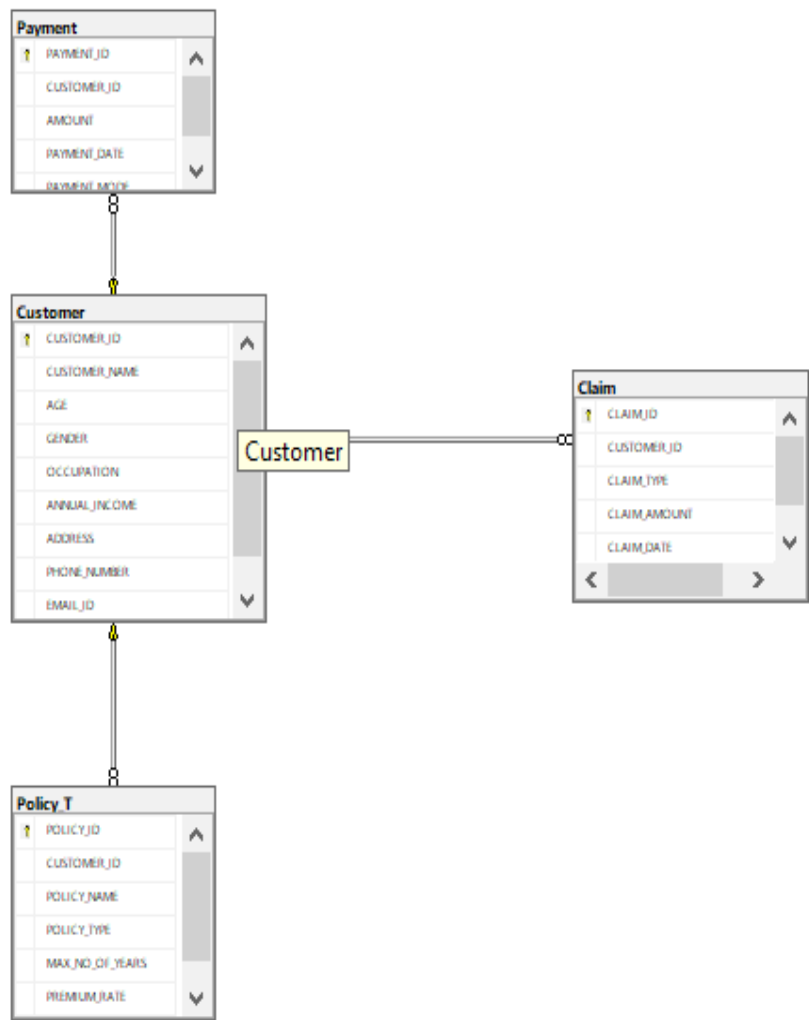 Payment
PAYMENT_ID
CUSTOMER_ID
AMOUNT
PAYMENT_DATE
PAYMENT_MODE
Customer
CUSTOMER_ID
CUSTOMER_NAME
AGE
GENDER
OCCUPATION
ANNUAL_INCOME
ADDRESS
PHONE_NUMBER
EMAIL_ID
Customer
Claim
CLAIM_ID
CUSTOMER_ID
CLAIM_TYPE
CLAIM_AMOUNT
CLAIM_DATE
Policy_T
POLICY_ID
CUSTOMER_ID
POLICY_NAME
POLICY_TYPE
MAX_NO_OF_YEARS
PREMIUM_RATE